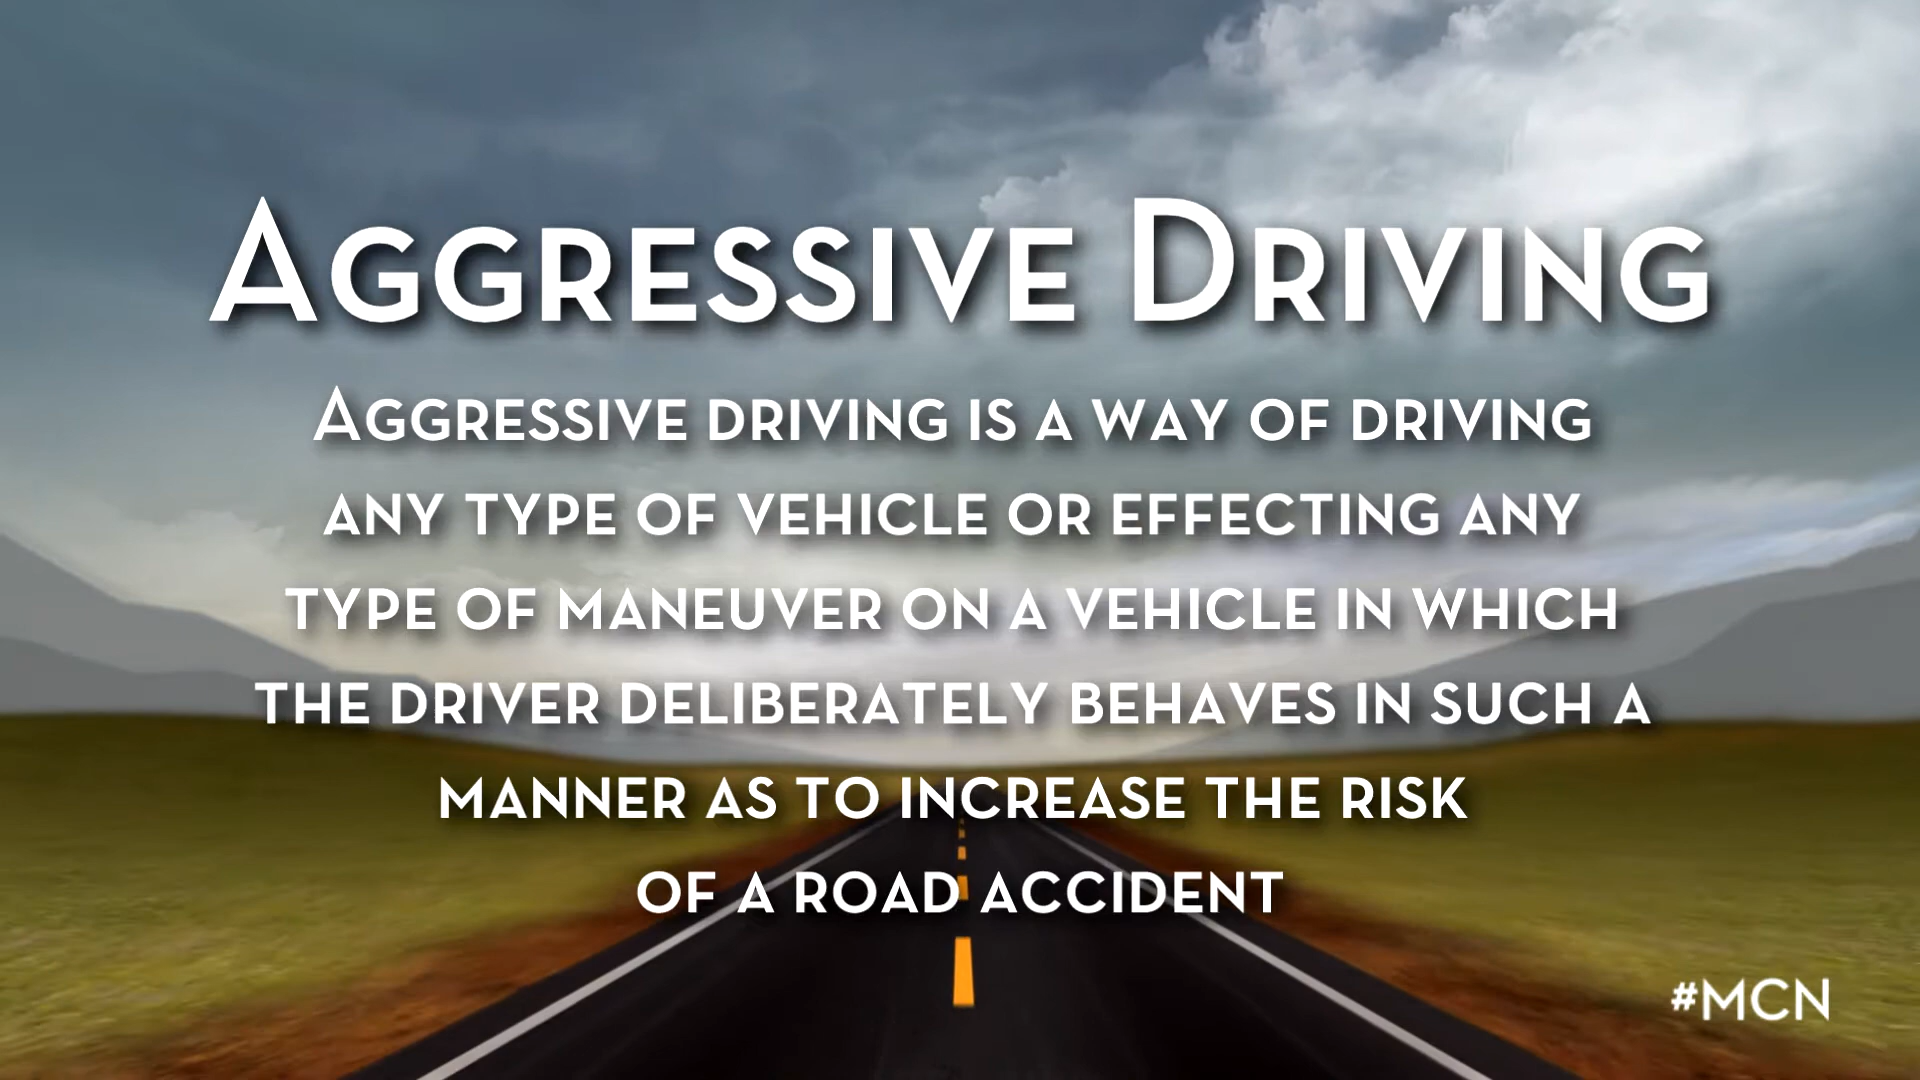 Aggressive Driving
Aggressive driving is a way of driving
any type of vehicle or effecting any
type of maneuver on a vehicle in which
the driver deliberately behaves in such a
manner as to increase the risk
of a road accident
#MCN